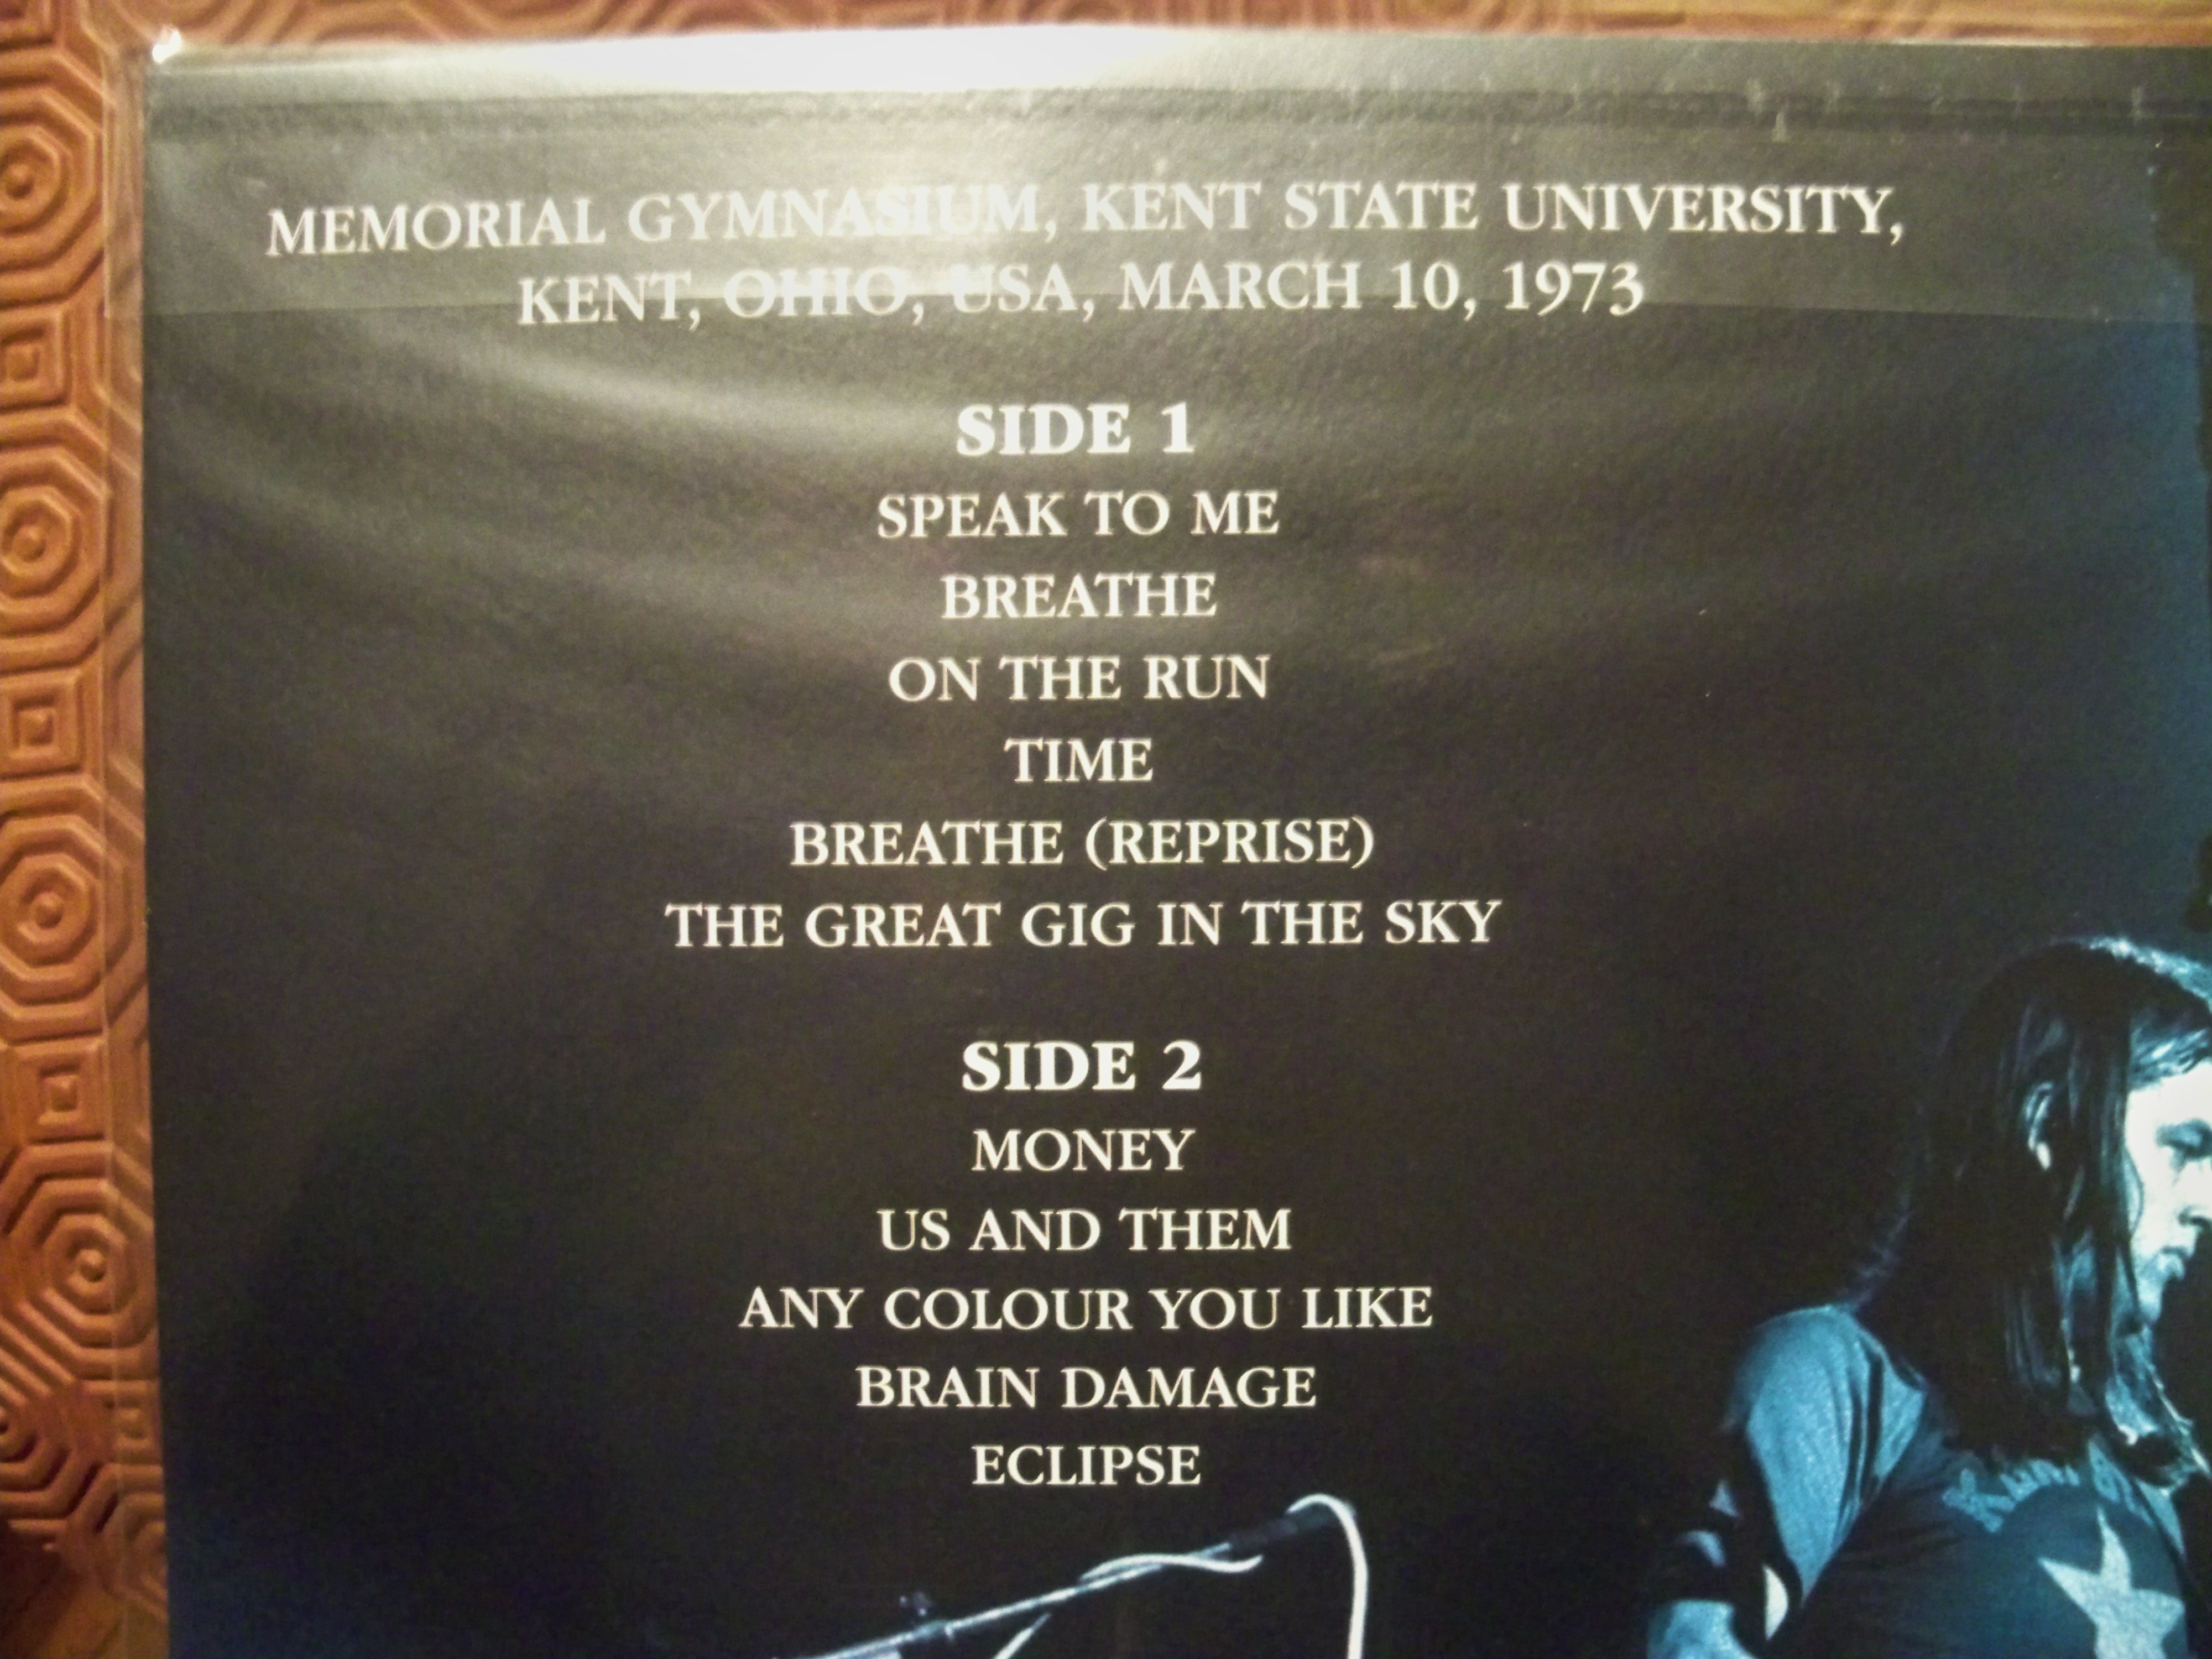 MEMORIAL GYMNASIUM, KENT STATE UNIVERSITY,
KENT, OHIO, USA, MARCH 10, 1973
SIDE 1
SPEAK TO ME
BREATHE
ON THE RUN
TIME
BREATHE (REPRISE)
THE GREAT GIG IN THE SKY
SIDE 2
MONEY
US AND THEM
ANY COLOUR YOU LIKE
BRAIN DAMAGE
ECLIPSE